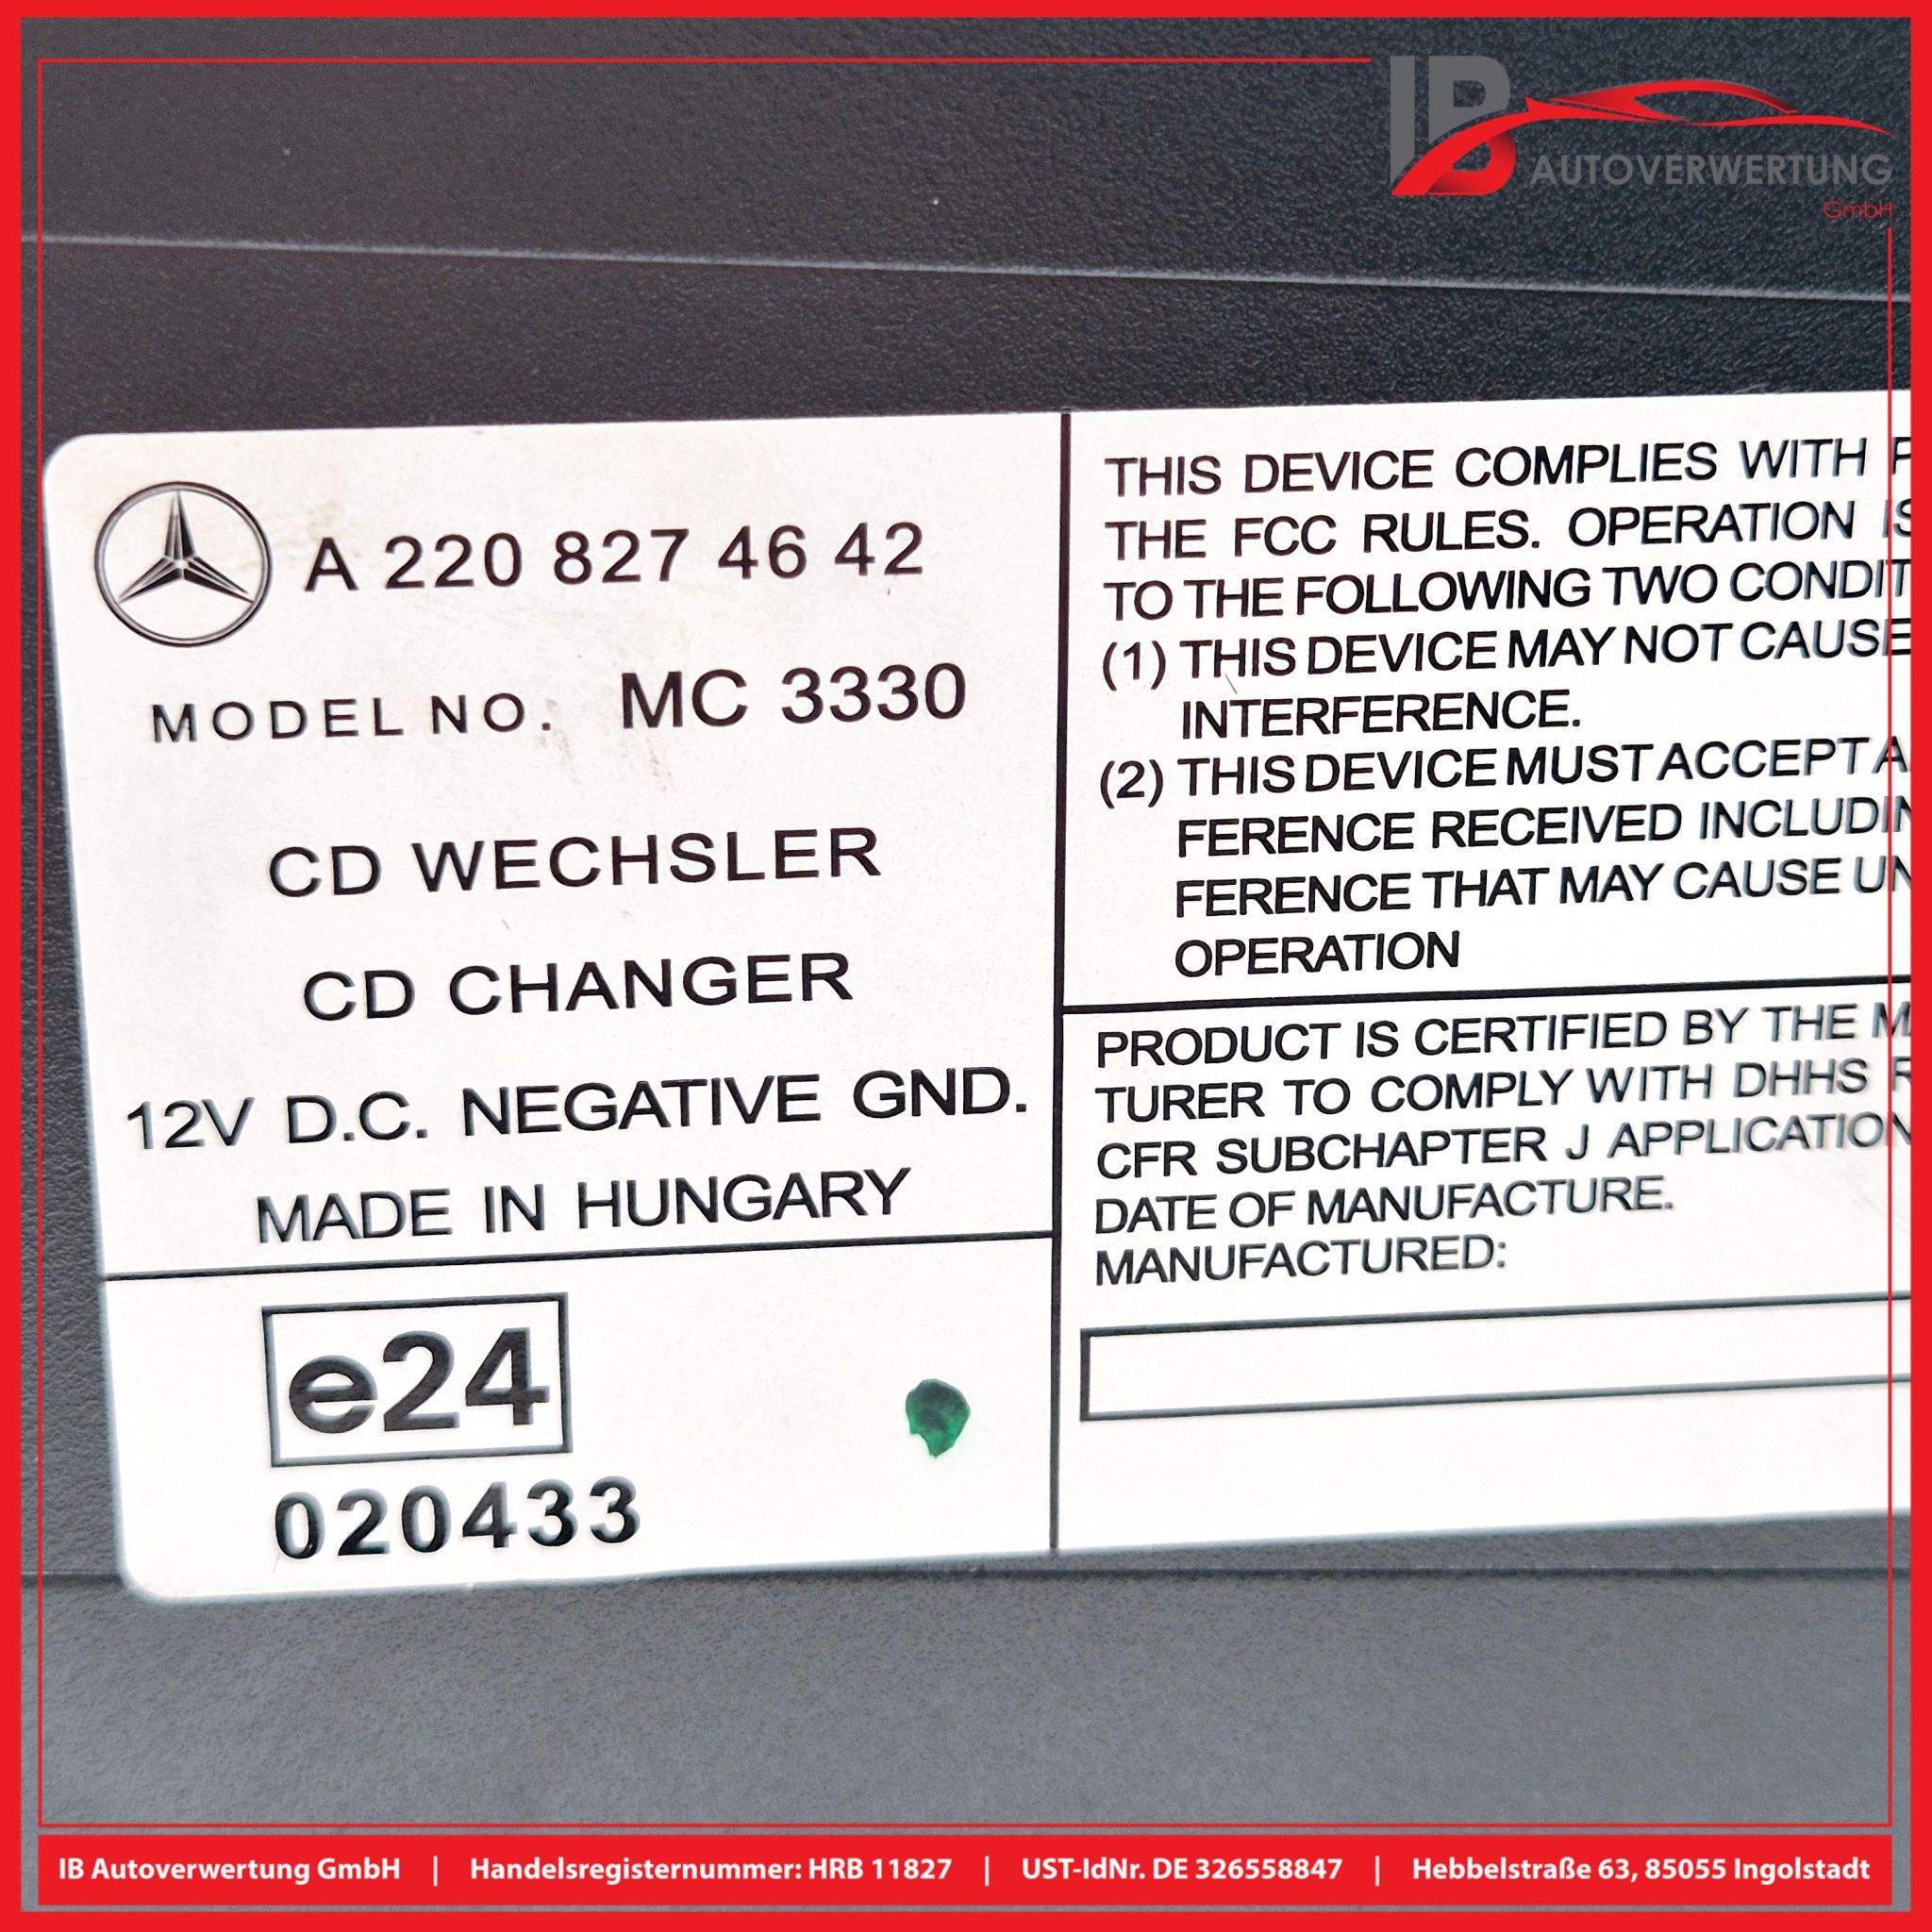 IB
AUTOVERWERTUNG
GmbH
A 220 827 46 42
MODEL NO. MC 3330
CD WECHSLER
CD CHANGER
12V D.C. NEGATIVE GND.
MADE IN HUNGARY
e24
020433
THIS DEVICE COMPLIES WITH
THE FCC RULES. OPERATION IS
TO THE FOLLOWING TWO CONDIT
(1) THIS DEVICE MAY NOT CAUSE
INTERFERENCE.
(2) THIS DEVICE MUST ACCEPT A
FERENCE RECEIVED INCLUDIN
FERENCE THAT MAY CAUSE UN
OPERATION
PRODUCT IS CERTIFIED BY THE M
TURER TO COMPLY WITH DHHS R
CFR SUBCHAPTER J APPLICATION
DATE OF MANUFACTURE.
MANUFACTURED:
IB Autoverwertung GmbH | Handelsregisternummer: HRB 11827 | UST-IdNr. DE 326558847 | Hebbelstraße 63, 85055 Ingolstadt